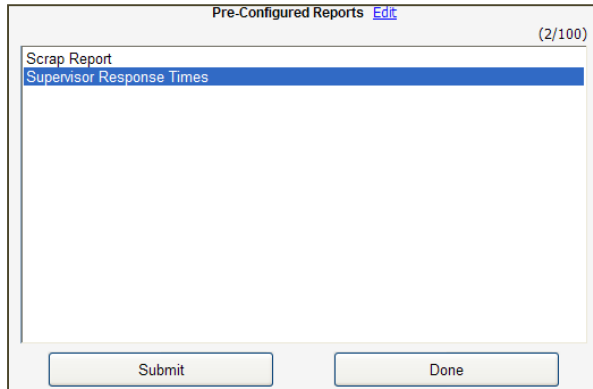 Pre-Configured Reports Edit
(2/100)
Scrap Report
Supervisor Response Times
Submit Done